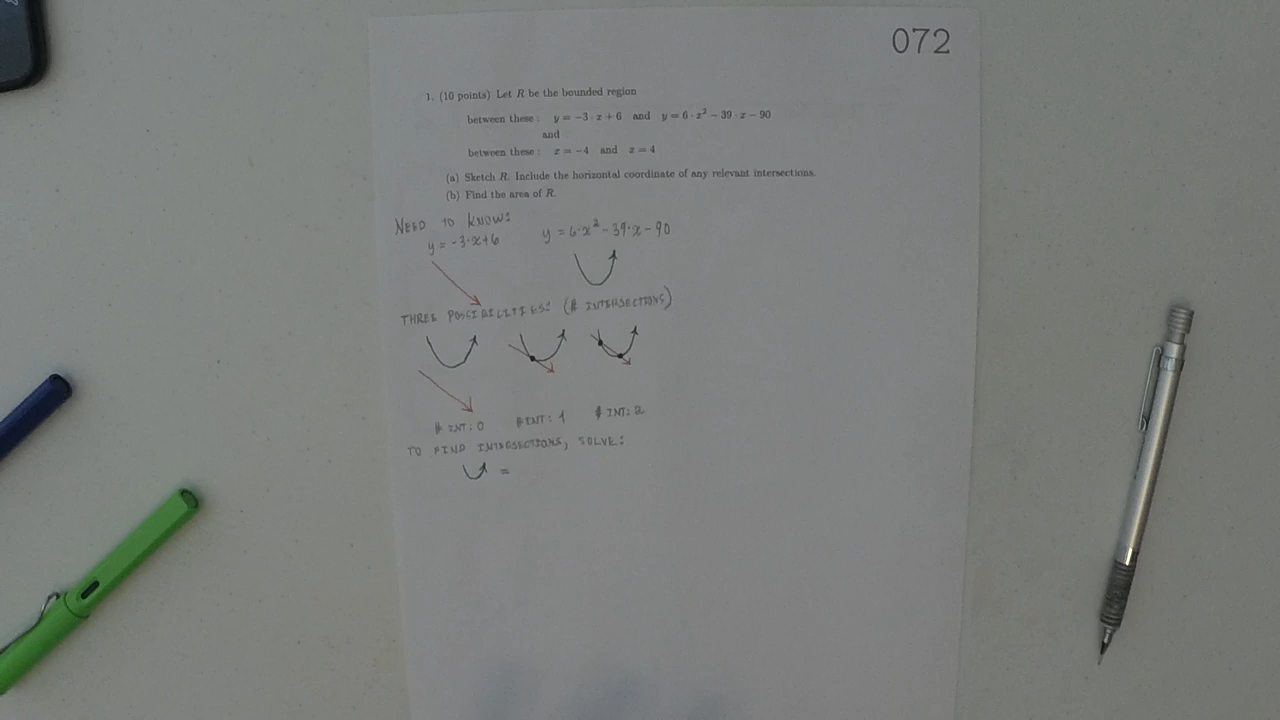 072
1. (10 points) Let R be the bounded region
between these : y = −3 · x + 6 and y = 6 · x² − 39 · x − 90
and
between these : x = −4 and x = 4
(a) Sketch R. Include the horizontal coordinate of any relevant intersections.
(b) Find the area of R.
NEED TO KNOW:
y = -3·x+6 y = 6·x² - 39·x - 90
THREE POSSIBILITIES: (# INTERSECTIONS)
# INT: 0 # INT: 1 # INT: 2
TO FIND INTERSECTIONS, SOLVE:
=